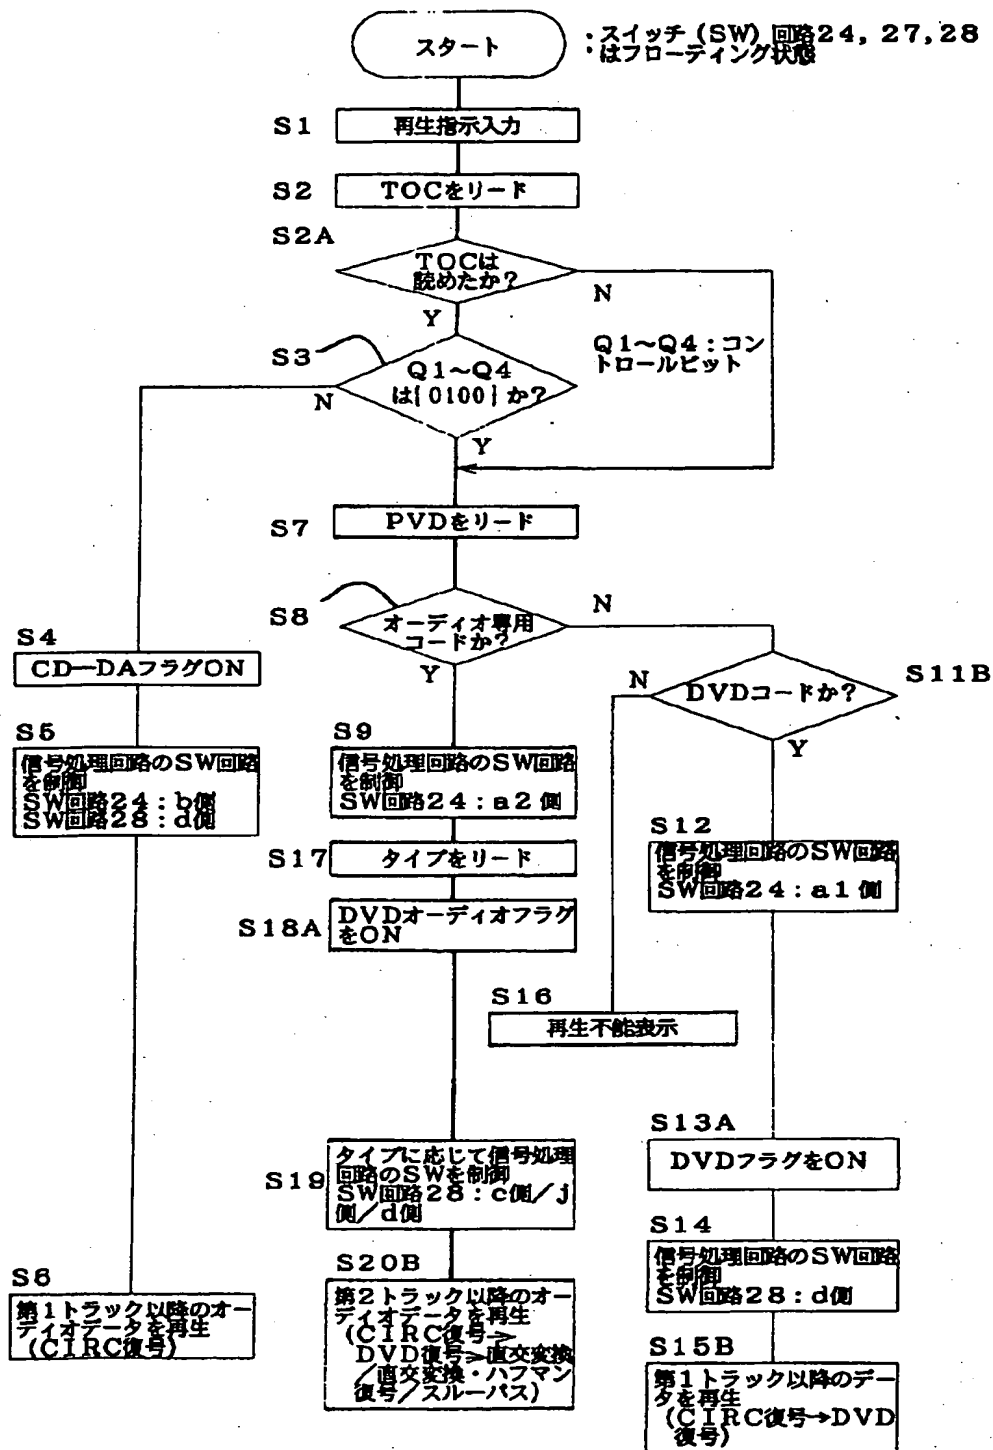 スタート
・スイッチ（SW）回路24, 27, 28
はフローティング状態
S1
再生指示入力
S2
TOCをリード
S2A
TOCは
読めたか？
N
Y
Q1〜Q4：コン
トロールビット
S3
Q1〜Q4
は{0100}か？
N
Y
S7
PVDをリード
S8
オーディオ専用
コードか？
N
Y
S4
CD―DAフラグON
S11B
DVDコードか？
N
Y
S5
信号処理回路のSW回路
を制御
SW回路24：b側
SW回路28：d側
S9
信号処理回路のSW回路
を制御
SW回路24：a2側
S17
タイプをリード
S12
信号処理回路のSW回路
を制御
SW回路24：a1側
S18A
DVDオーディオフラグ
をON
S16
再生不能表示
S13A
DVDフラグをON
S19
タイプに応じて信号処理
回路のSWを制御
SW回路28：c側/j
側/d側
S14
信号処理回路のSW回路
を制御
SW回路28：d側
S6
第1トラック以降のオー
ディオデータを再生
（CIRC復号）
S20B
第2トラック以降のオー
ディオデータを再生
（CIRC復号→
DVD復号→直交変換
/直交変換・ハフマン
復号/スルーパス）
S15B
第1トラック以降のデー
タを再生
（CIRC復号→DVD
復号）